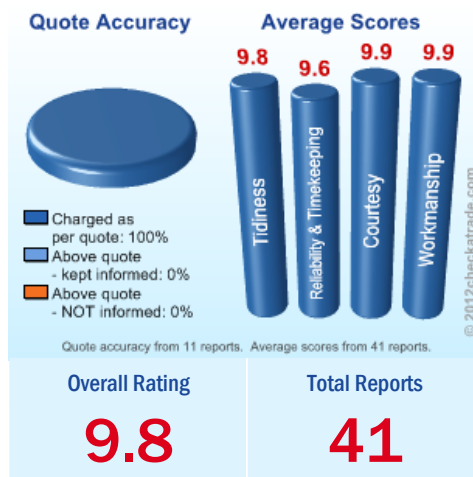 Quote Accuracy
Average Scores
9.8
9.6
9.9
9.9
Tidiness
Reliability & Timekeeping
Courtesy
Workmanship
Charged as
per quote: 100%
Above quote
- kept informed: 0%
Above quote
- NOT informed: 0%
© 2012checkatrade.com
Quote accuracy from 11 reports. Average scores from 41 reports.
Overall Rating
Total Reports
9.8
41